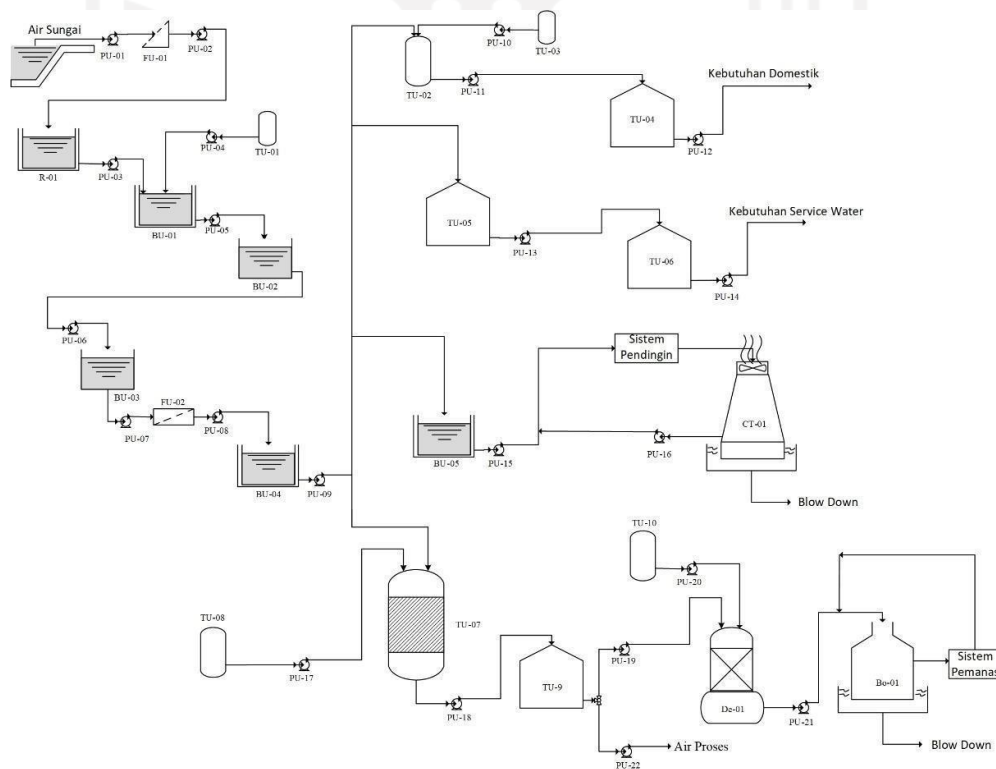 Air Sungai
PU-01
FU-01
PU-02
PU-10
TU-03
TU-02
PU-11
Kebutuhan Domestik
TU-04
PU-12
R-01
PU-03
PU-04
TU-01
BU-01
PU-05
BU-02
TU-05
PU-13
Kebutuhan Service Water
TU-06
PU-14
PU-06
BU-03
PU-07
FU-02
PU-08
BU-04
PU-09
Sistem
Pendingin
BU-05
PU-15
PU-16
CT-01
Blow Down
TU-08
PU-17
TU-07
PU-18
TU-9
TU-10
PU-20
PU-19
De-01
PU-21
PU-22
Air Proses
Bo-01
Sistem
Pemanas
Blow Down